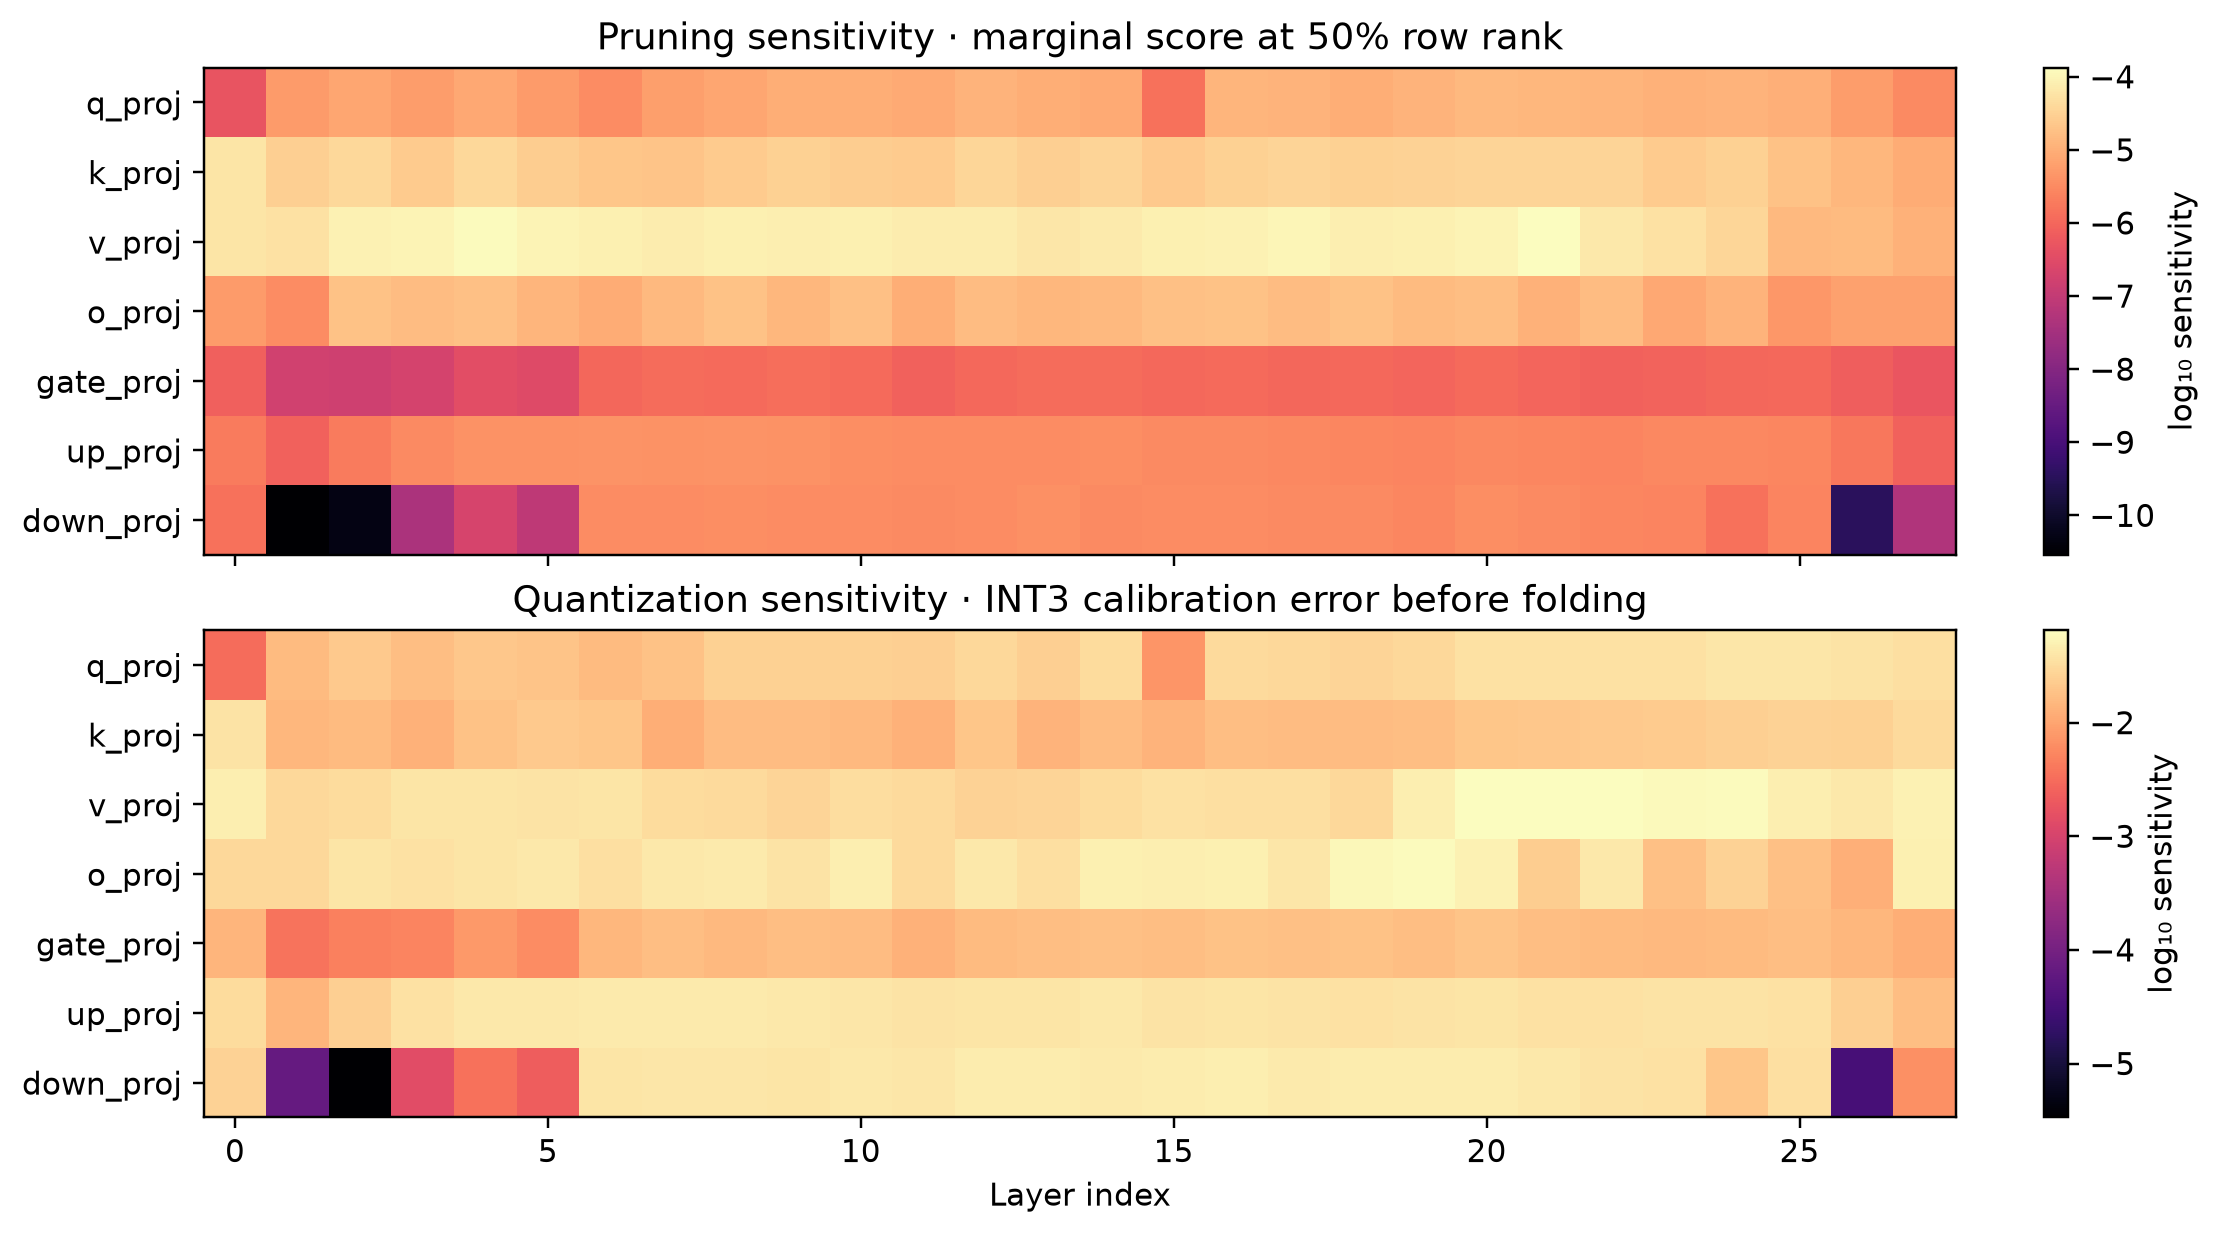 Pruning sensitivity · marginal score at 50% row rank
q_proj
k_proj
v_proj
o_proj
gate_proj
up_proj
down_proj
−4
−5
−6
−7
−8
−9
−10
log₁₀ sensitivity
Quantization sensitivity · INT3 calibration error before folding
q_proj
k_proj
v_proj
o_proj
gate_proj
up_proj
down_proj
−2
−3
−4
−5
log₁₀ sensitivity
0 5 10 15 20 25
Layer index